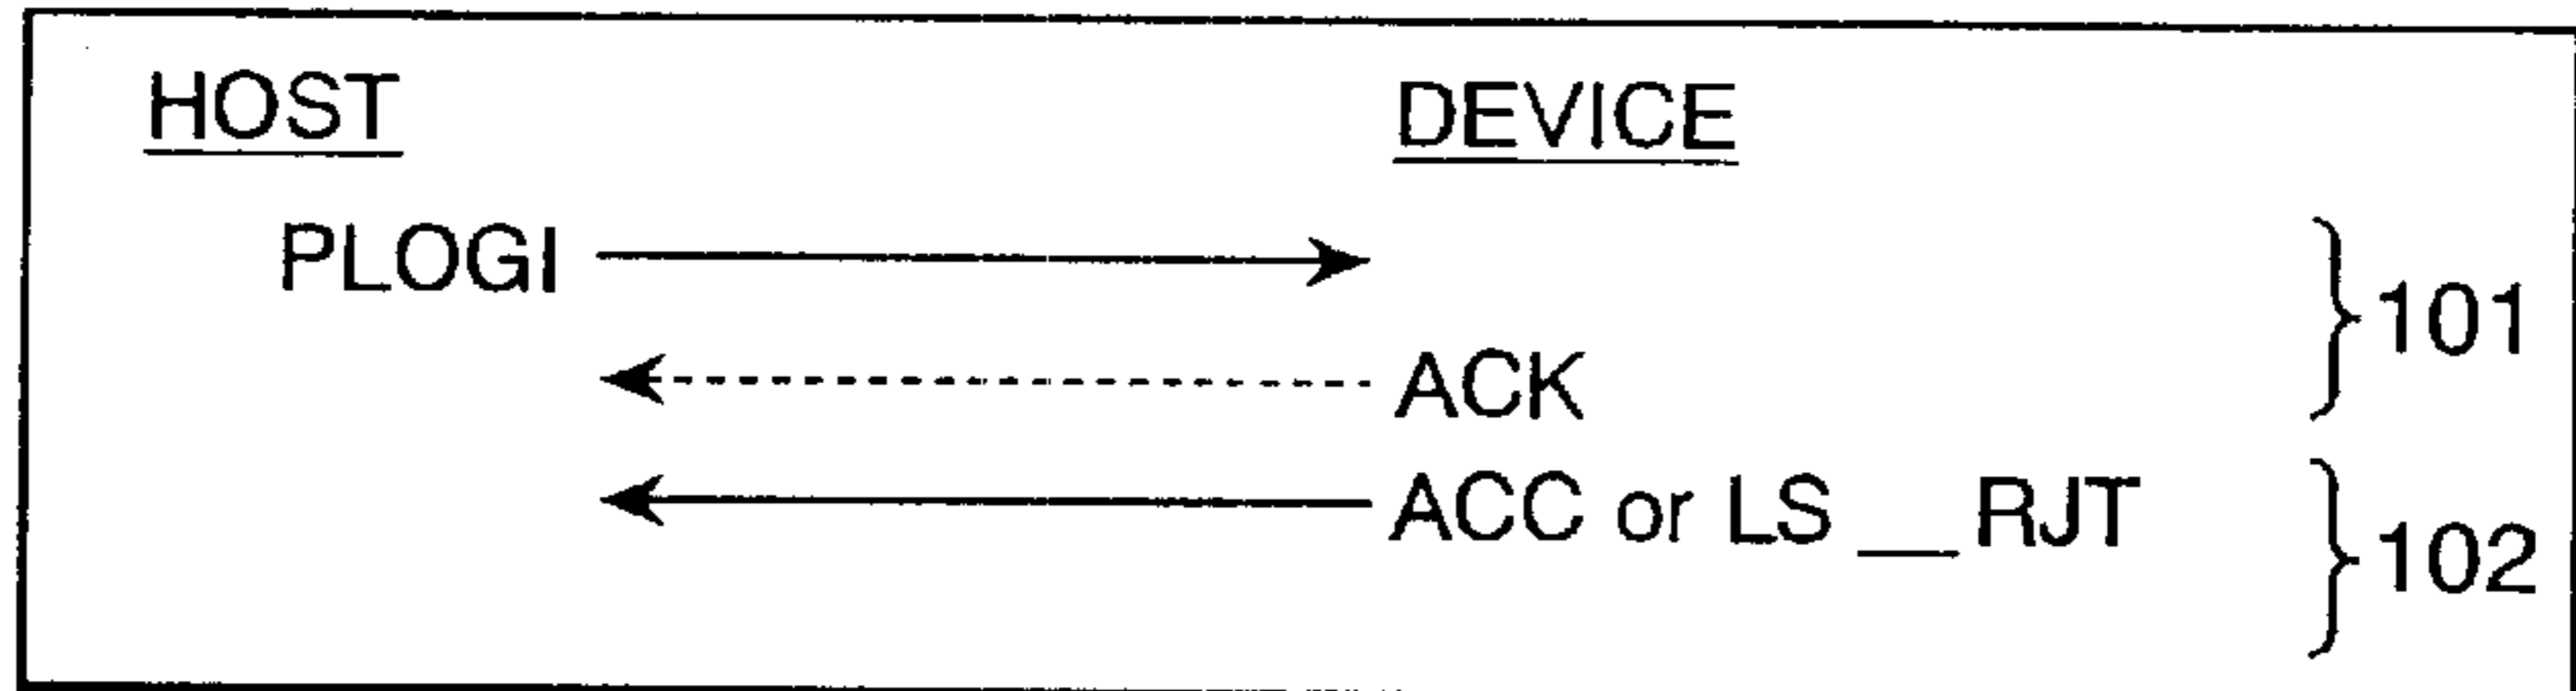 HOST DEVICE
PLOGI
101
ACK
ACC or LS __ RJT
102